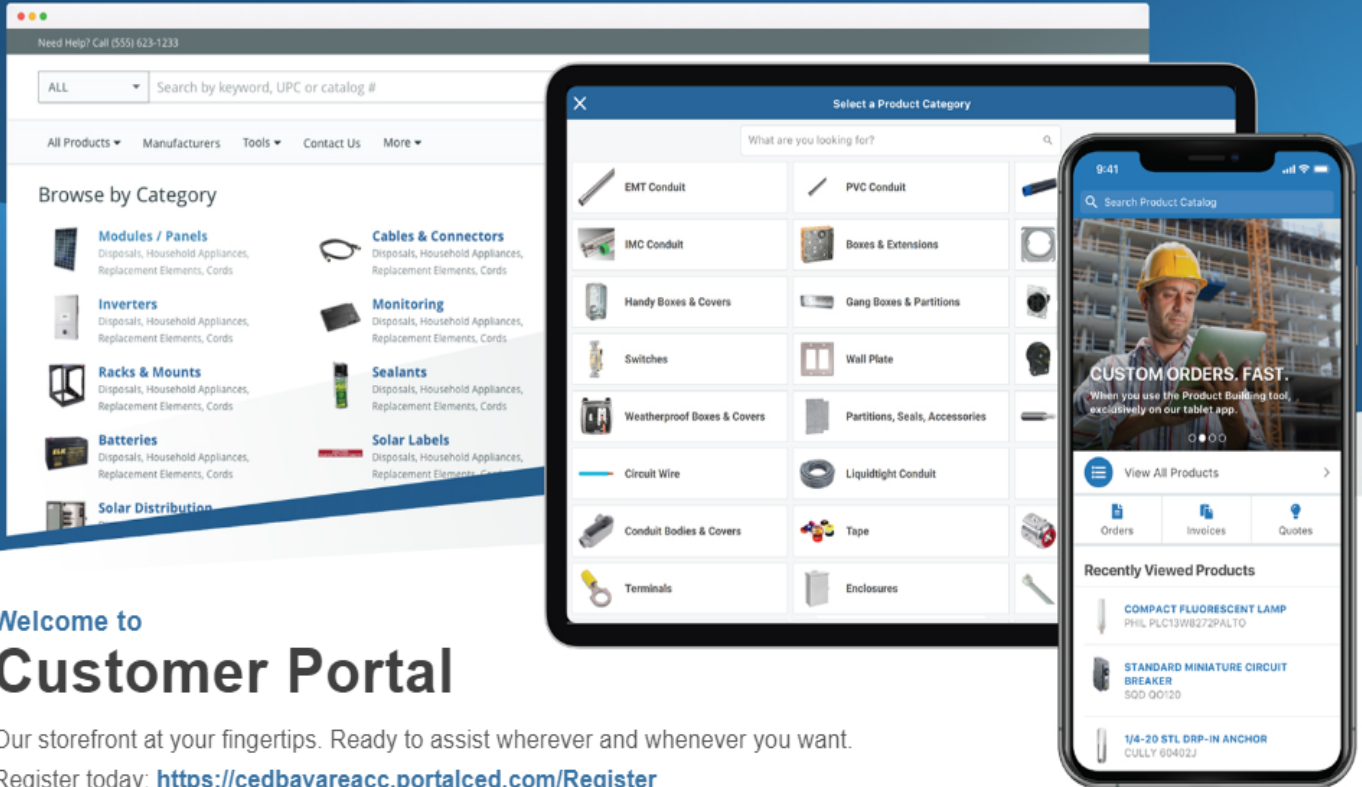 Need Help? Call (555) 623-1233
ALL
Search by keyword, UPC or catalog #
All Products
Manufacturers
Tools
Contact Us
More
Browse by Category
Modules / Panels
Disposals, Household Appliances,
Replacement Elements, Cords
Cables & Connectors
Disposals, Household Appliances,
Replacement Elements, Cords
Inverters
Disposals, Household Appliances,
Replacement Elements, Cords
Monitoring
Disposals, Household Appliances,
Replacement Elements, Cords
Racks & Mounts
Disposals, Household Appliances,
Replacement Elements, Cords
Sealants
Disposals, Household Appliances,
Replacement Elements, Cords
Batteries
Disposals, Household Appliances,
Replacement Elements, Cords
Solar Labels
Disposals, Household Appliances,
Replacement Elements,
Solar Distribution
Select a Product Category
What are you looking for?
EMT Conduit
PVC Conduit
IMC Conduit
Boxes & Extensions
Handy Boxes & Covers
Gang Boxes & Partitions
Switches
Wall Plate
Weatherproof Boxes & Covers
Partitions, Seals, Accessories
Circuit Wire
Liquidtight Conduit
Conduit Bodies & Covers
Tape
Terminals
Enclosures
9:41
Search Product Catalog
CUSTOM ORDERS. FAST.
When you use the Product Building tool,
exclusively on our tablet app.
View All Products
Orders
Invoices
Quotes
Recently Viewed Products
COMPACT FLUORESCENT LAMP
PHIL PLC13W8272PALTO
STANDARD MINIATURE CIRCUIT
BREAKER
SQD QO120
1/4-20 STL DRP-IN ANCHOR
CULLY 60402J
Welcome to
Customer Portal
Our storefront at your fingertips. Ready to assist wherever and whenever you want.
Register today: https://cedbayareacc.portalced.com/Register